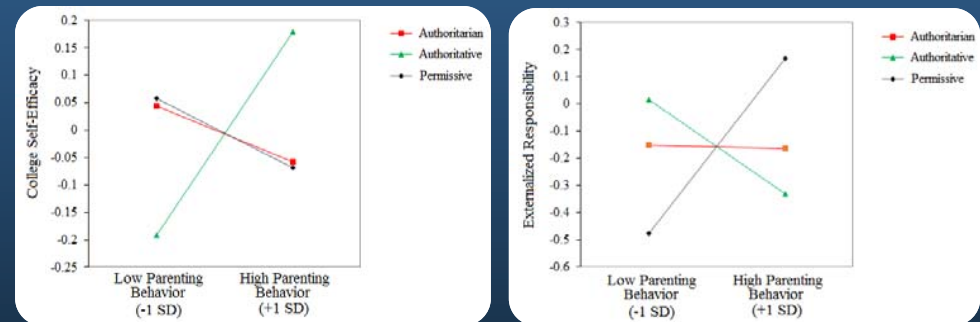 College Self-Efficacy
0.2
0.15
0.1
0.05
0
-0.05
-0.1
-0.15
-0.2
-0.25
Low Parenting
Behavior
(-1 SD)
High Parenting
Behavior
(+1 SD)
Authoritarian
Authoritative
Permissive
Externalized Responsibility
0.3
0.2
0.1
0
-0.1
-0.2
-0.3
-0.4
-0.5
-0.6
Low Parenting
Behavior
(-1 SD)
High Parenting
Behavior
(+1 SD)
Authoritarian
Authoritative
Permissive